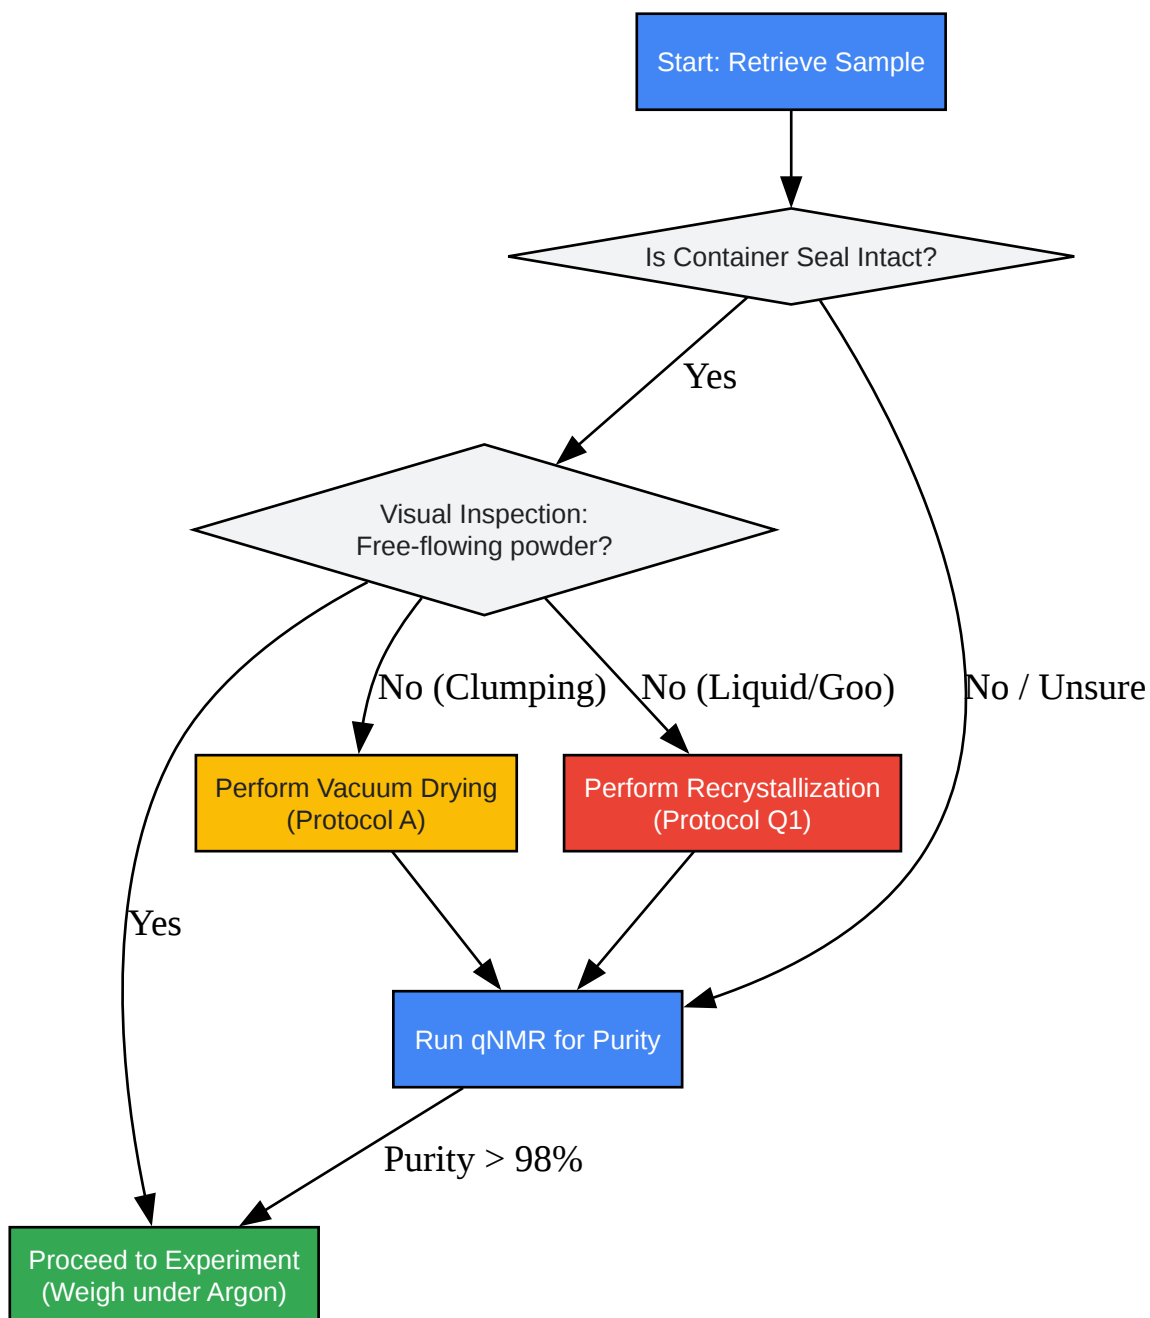 Start: Retrieve Sample
Is Container Seal Intact?
Yes
Visual Inspection:
Free-flowing powder?
No (Clumping)
No (Liquid/Goo)
No / Unsure
Perform Vacuum Drying
(Protocol A)
Perform Recrystallization
(Protocol Q1)
Yes
Run qNMR for Purity
Purity > 98%
Proceed to Experiment
(Weigh under Argon)